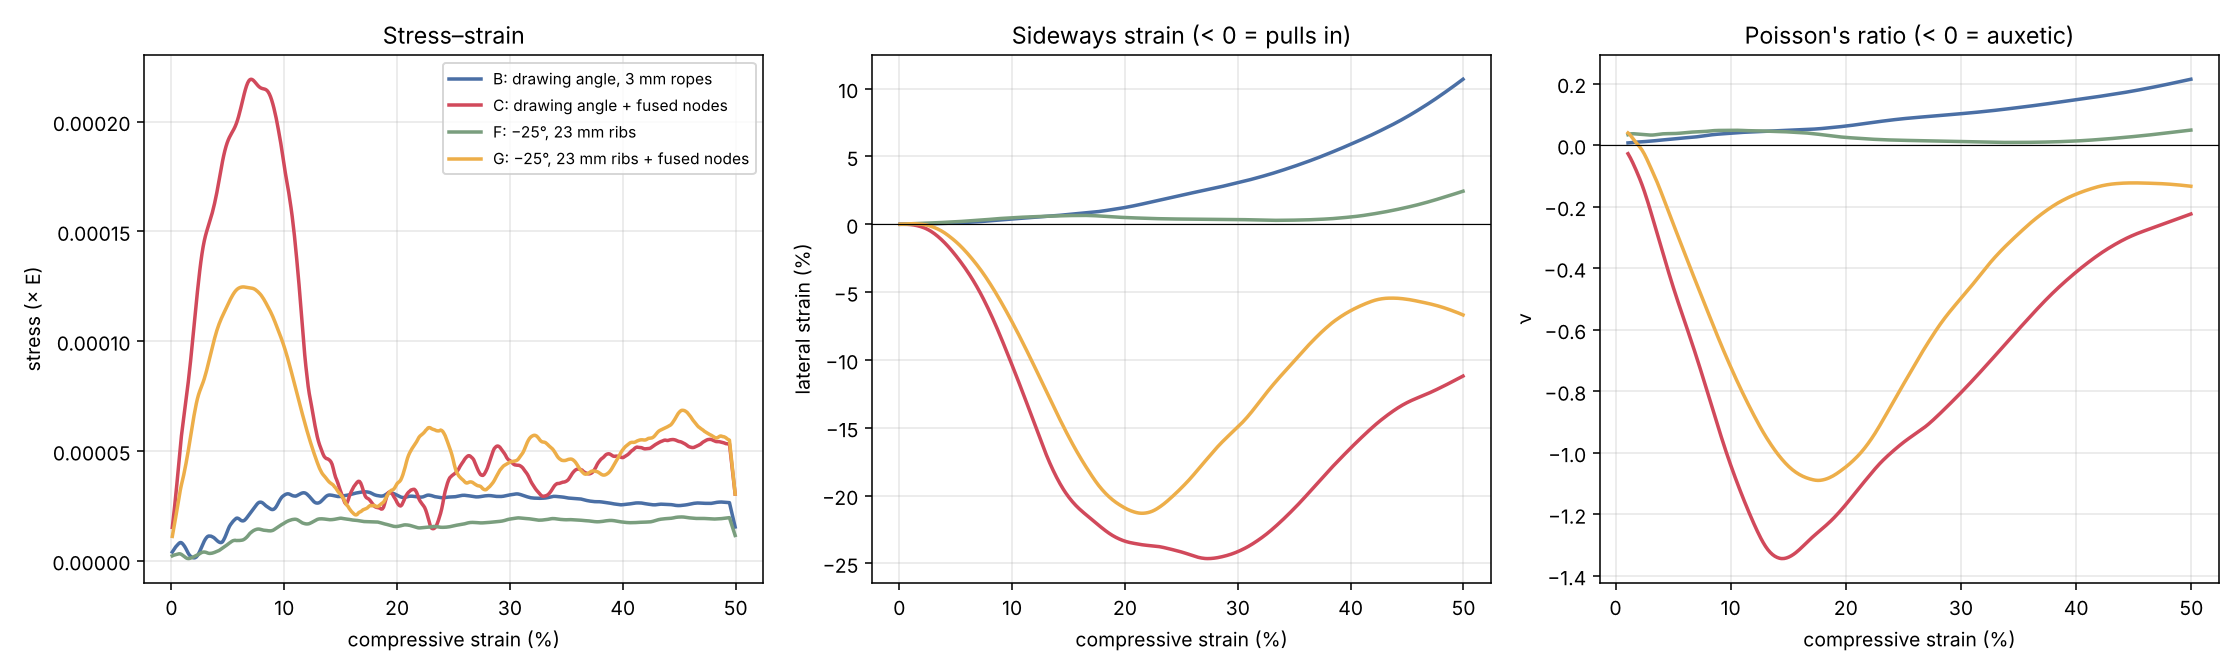 Stress–strain
stress (× E)
0.00020
0.00015
0.00010
0.00005
0.00000
B: drawing angle, 3 mm ropes
C: drawing angle + fused nodes
F: −25°, 23 mm ribs
G: −25°, 23 mm ribs + fused nodes
0 10 20 30 40 50
compressive strain (%)
Sideways strain (< 0 = pulls in)
lateral strain (%)
10
5
0
−5
−10
−15
−20
−25
0 10 20 30 40 50
compressive strain (%)
Poisson's ratio (< 0 = auxetic)
ν
0.2
0.0
−0.2
−0.4
−0.6
−0.8
−1.0
−1.2
−1.4
0 10 20 30 40 50
compressive strain (%)